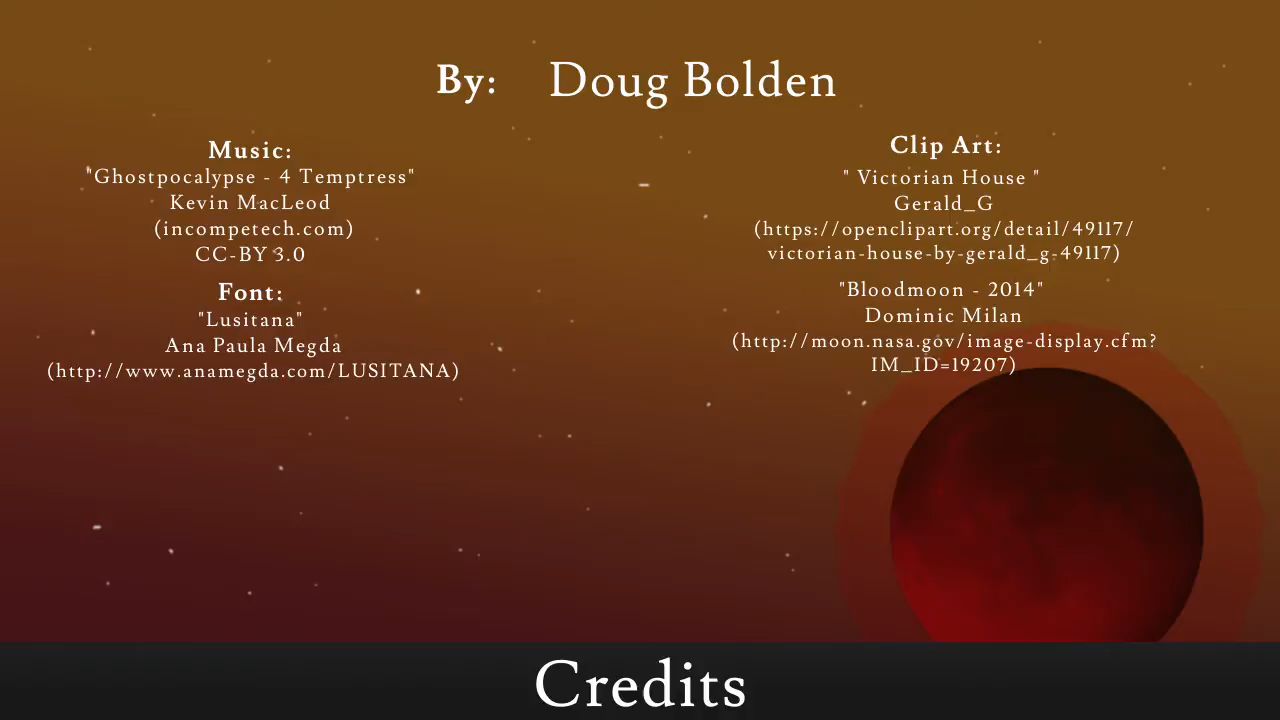 By: Doug Bolden
Music:
"Ghostpocalypse - 4 Temptress"
Kevin MacLeod
(incompetech.com)
CC-BY 3.0
Font:
"Lusitana"
Ana Paula Megda
(http://www.anamegda.com/LUSITANA)
Clip Art:
" Victorian House "
Gerald_G
(https://openclipart.org/detail/49117/
victorian-house-by-gerald_g-49117)
"Bloodmoon - 2014"
Dominic Milan
(http://moon.nasa.gov/image-display.cfm?
IM_ID=19207)
Credits